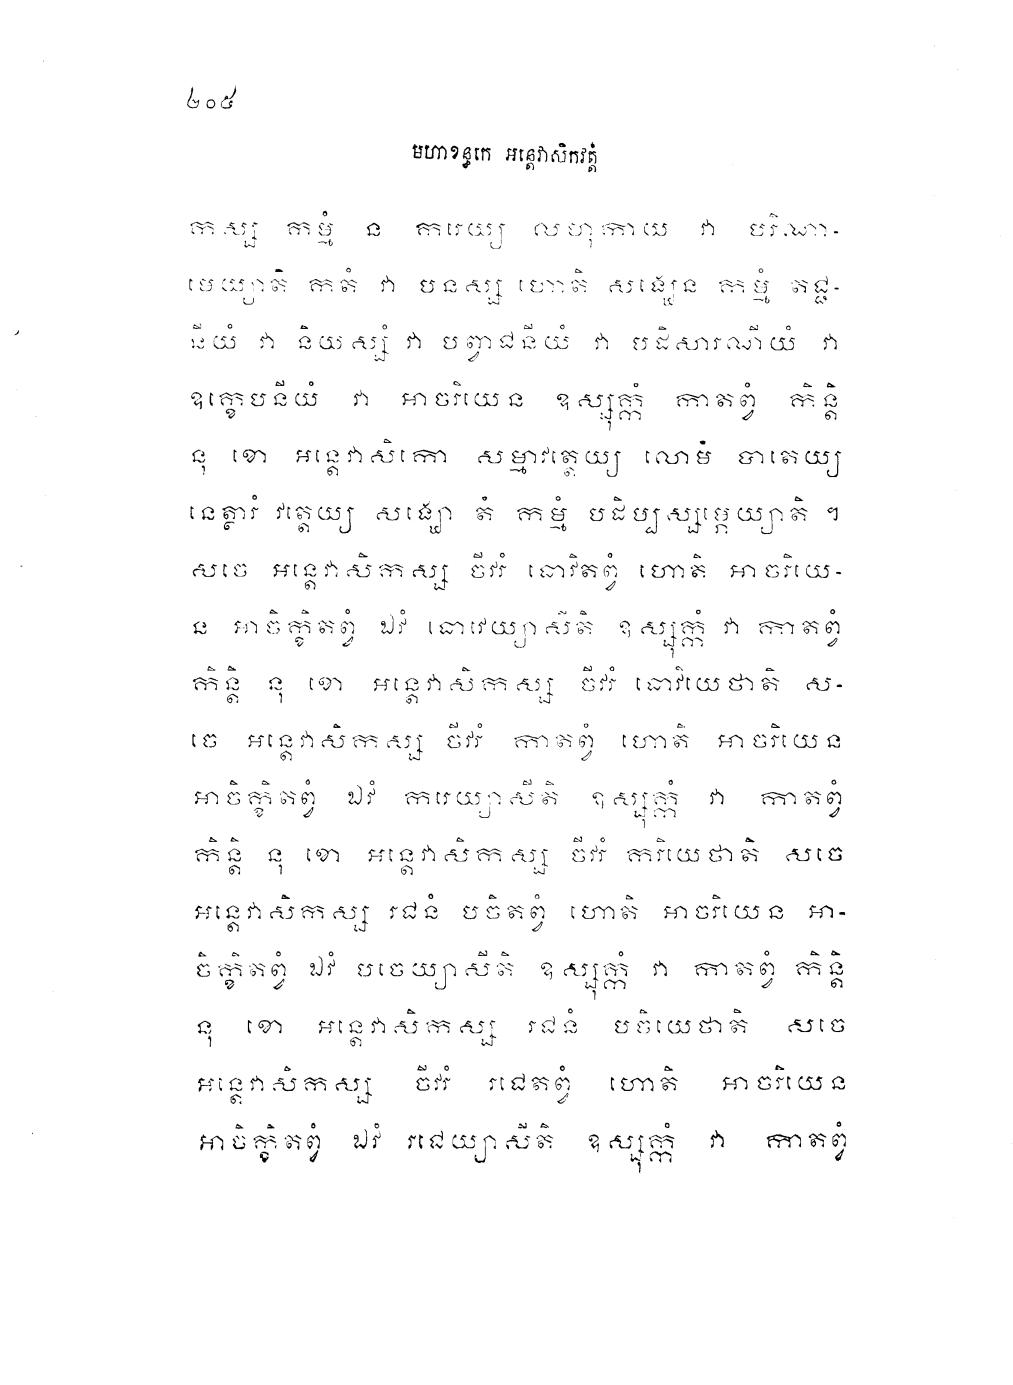 ២០៥
មហាខន្ធកេ អន្តេវាសិកវត្តំ
កស្ស កម្មំ ន ករេយ្យ លហុកាយ វា បរិណា-
មេយ្យាតិ កតំ វា បនស្ស ហោតិ សង្ឃេន កម្មំ តជ្ជ-
នីយំ វា និយស្សំ វា បព្វាជនីយំ វា បដិសារណីយំ វា
ឧក្ខេបនីយំ វា អាចរិយេន ឧស្សុក្កំ កាតព្វំ កិន្តិ
នុ ខោ អន្តេវាសិកោ សម្មាវត្តេយ្យ លោមំ បាតេយ្យ
នេត្ថារំ វត្តេយ្យ សង្ឃោ តំ កម្មំ បដិប្បស្សម្ភេយ្យាតិ ។
សចេ អន្តេវាសិកស្ស ចីវរំ ធោវិតព្វំ ហោតិ អាចរិយេ-
ន អាចិក្ខិតព្វំ ឯវំ ធោវេយ្យាសីតិ ឧស្សុក្កំ វា កាតព្វំ
កិន្តិ នុ ខោ អន្តេវាសិកស្ស ចីវរំ ធោវិយេថាតិ ស-
ចេ អន្តេវាសិកស្ស ចីវរំ កាតព្វំ ហោតិ អាចរិយេន
អាចិក្ខិតព្វំ ឯវំ ករេយ្យាសីតិ ឧស្សុក្កំ វា កាតព្វំ
កិន្តិ នុ ខោ អន្តេវាសិកស្ស ចីវរំ ករិយេថាតិ សចេ
អន្តេវាសិកស្ស រជនំ បចិតព្វំ ហោតិ អាចរិយេន អា-
ចិក្ខិតព្វំ ឯវំ បចេយ្យាសីតិ ឧស្សុក្កំ វា កាតព្វំ កិន្តិ
នុ ខោ អន្តេវាសិកស្ស រជនំ បចិយេថាតិ សចេ
អន្តេវាសិកស្ស ចីវរំ រជេតព្វំ ហោតិ អាចរិយេន
អាចិក្ខិតព្វំ ឯវំ រជេយ្យាសីតិ ឧស្សុក្កំ វា កាតព្វំ